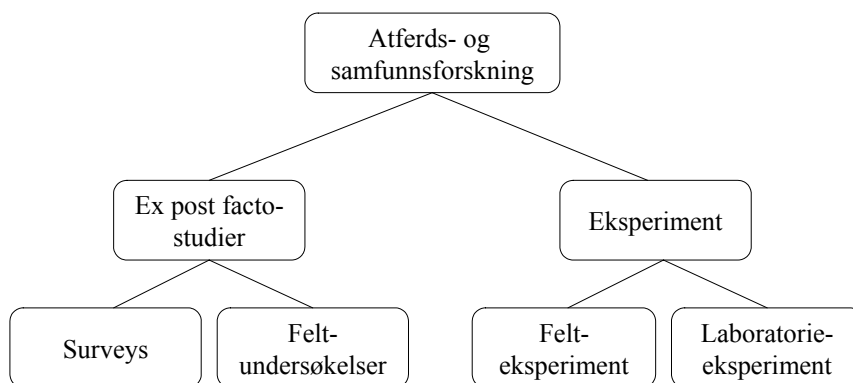 Atferds- og
samfunnsforskning
Ex post facto-
studier
Eksperiment
Surveys
Felt-
undersøkelser
Felt-
eksperiment
Laboratorie-
eksperiment